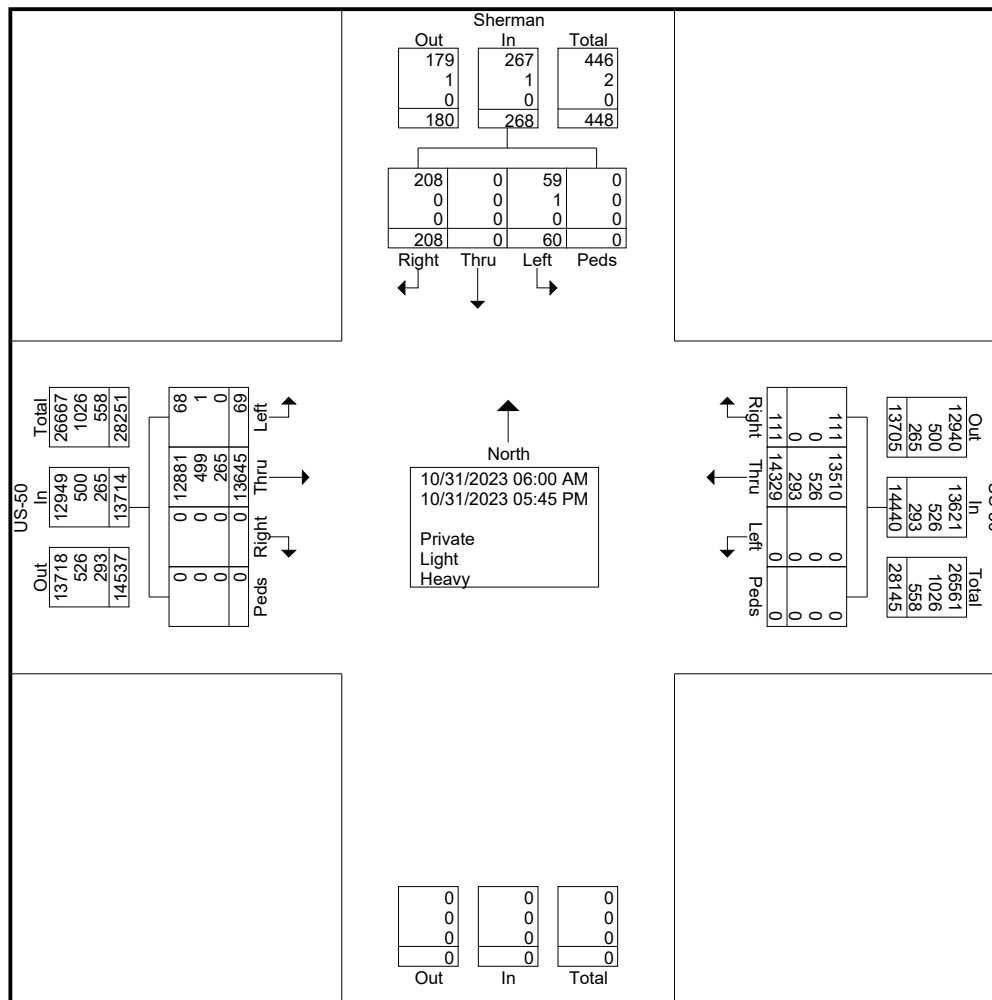 Sherman
Out In Total
179 267 446
1 1 2
0 0 0
180 268 448
208 0 59 0
0 0 1 0
0 0 0 0
208 0 60 0
Right Thru Left Peds
US-50
Total
26667
1026
558
28251
In
12949
500
265
13714
Out
13718
526
293
14537
Left
68
1
0
69
Thru
12881
499
265
13645
Right
0
0
0
0
Peds
0
0
0
0
North
10/31/2023 06:00 AM
10/31/2023 05:45 PM
Private
Light
Heavy
Right
111
0
0
111
Thru
13510
526
293
14329
Left
0
0
0
0
Peds
0
0
0
0
Out
12940
500
265
13705
In
13621
526
293
14440
Total
26561
1026
558
28145
0 0 0
0 0 0
0 0 0
0 0 0
Out In Total